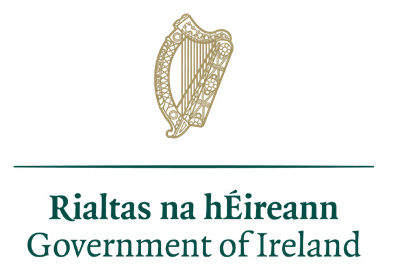 Rialtas na hÉireann
Government of Ireland